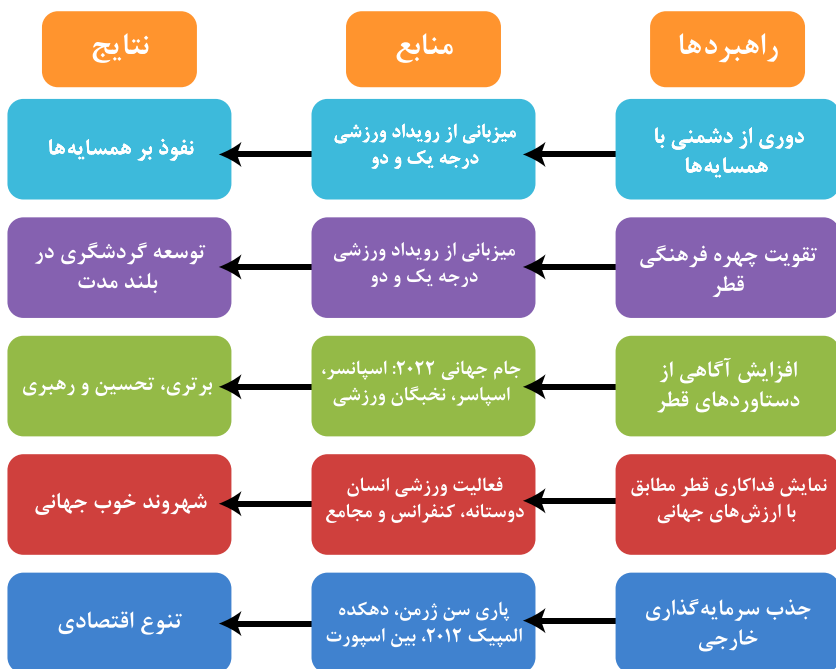 راهبردها
منابع
نتایج
دوری از دشمنی با
همسایه‌ها
میزبانی از رویداد ورزشی
درجه یک و دو
نفوذ بر همسایه‌ها
تقویت چهره فرهنگی
قطر
میزبانی از رویداد ورزشی
درجه یک و دو
توسعه گردشگری در
بلند مدت
افزایش آگاهی از
دستاوردهای قطر
جام جهانی ۲۰۲۲: اسپانسر،
اسپاسر، نخبگان ورزشی
برتری، تحسین و رهبری
نمایش فداکاری قطر مطابق
با ارزش‌های جهانی
فعالیت ورزشی انسان
دوستانه، کنفرانس و مجامع
شهروند خوب جهانی
جذب سرمایه‌گذاری
خارجی
پاری سن ژرمن، دهکده
المپیک ۲۰۱۲، بین اسپورت
تنوع اقتصادی